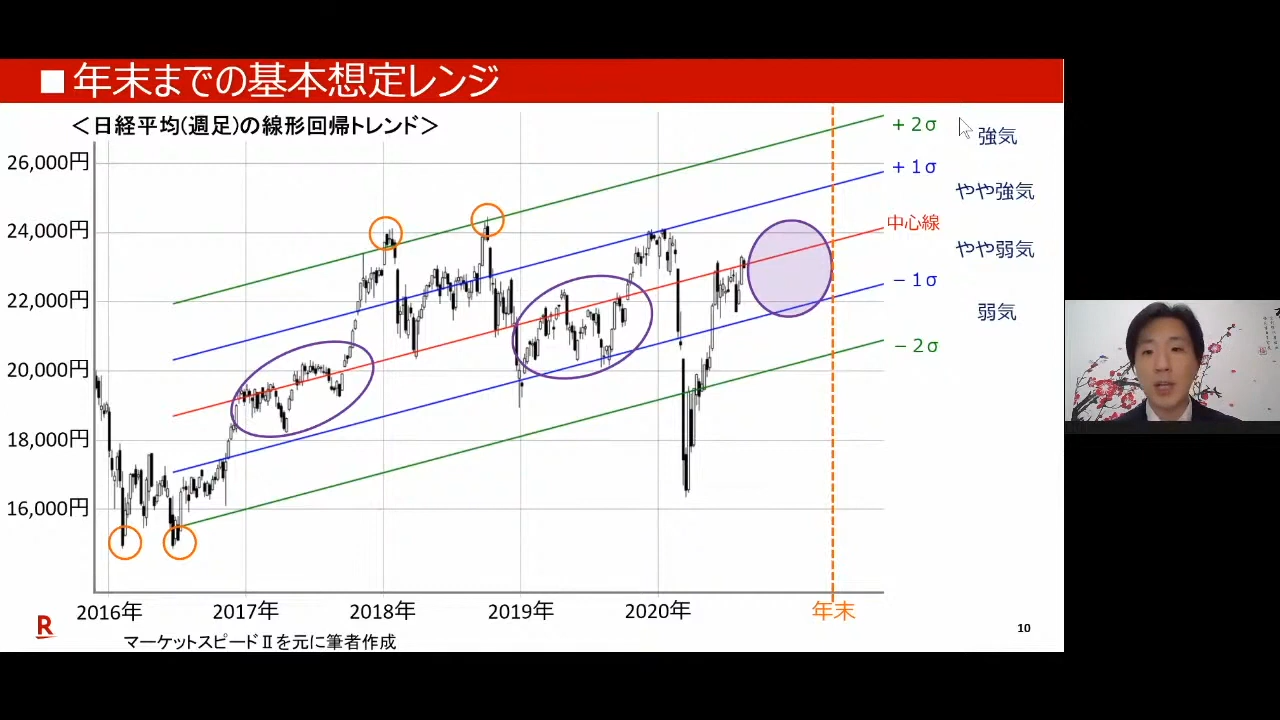 ■年末までの基本想定レンジ
＜日経平均(週足)の線形回帰トレンド＞
26,000円
24,000円
22,000円
20,000円
18,000円
16,000円
2016年
2017年
2018年
2019年
2020年
年末
＋2σ
＋1σ
中心線
－1σ
－2σ
強気
やや強気
やや弱気
弱気
R
マーケットスピードⅡを元に筆者作成
10